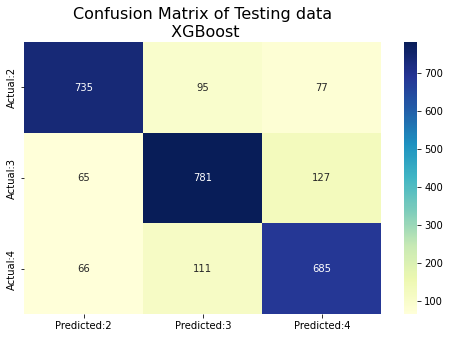 Confusion Matrix of Testing data
XGBoost
Actual:2
735 95 77
Actual:3
65 781 127
Actual:4
66 111 685
Predicted:2 Predicted:3 Predicted:4
700
600
500
400
300
200
100